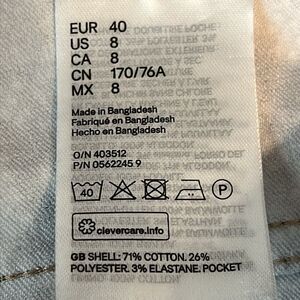 EUR 40
US 8
CA 8
CN 170/76A
MX 8
Made in Bangladesh
Fabriqué en Bangladesh
Hecho en Bangladesh
O/N 403512
P/N 0562245 9
40
P
clevercare.info
GB SHELL: 71% COTTON. 26%
POLYESTER. 3% ELASTANE. POCKET